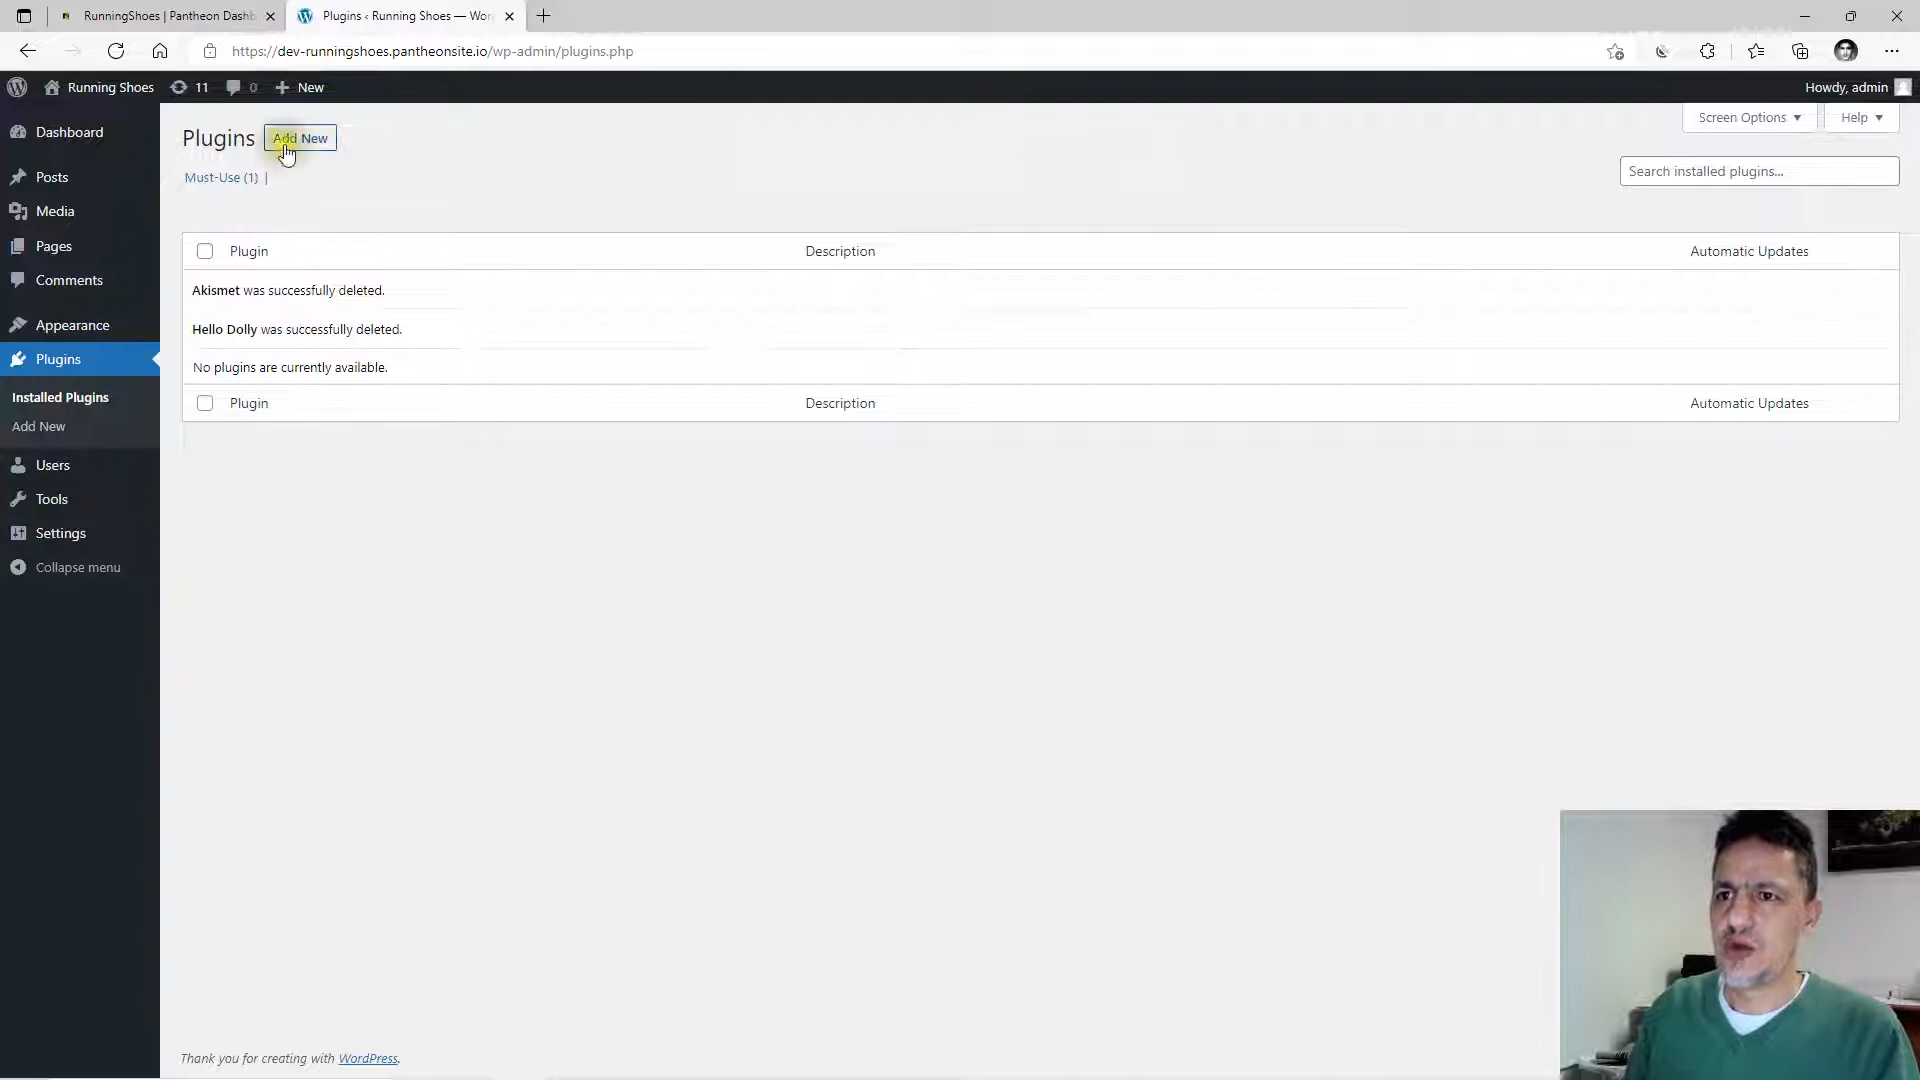 RunningShoes | Pantheon Dashb
Plugins ‹ Running Shoes — Wor
https://dev-runningshoes.pantheonsite.io/wp-admin/plugins.php
Running Shoes 11 0 + New
Howdy, admin
Dashboard
Posts
Media
Pages
Comments
Appearance
Plugins
Installed Plugins
Add New
Users
Tools
Settings
Collapse menu
Screen Options ▼
Help ▼
Plugins Add New
Must-Use (1) |
Search installed plugins...
Plugin Description Automatic Updates
Akismet was successfully deleted.
Hello Dolly was successfully deleted.
No plugins are currently available.
Plugin Description Automatic Updates
Thank you for creating with WordPress.